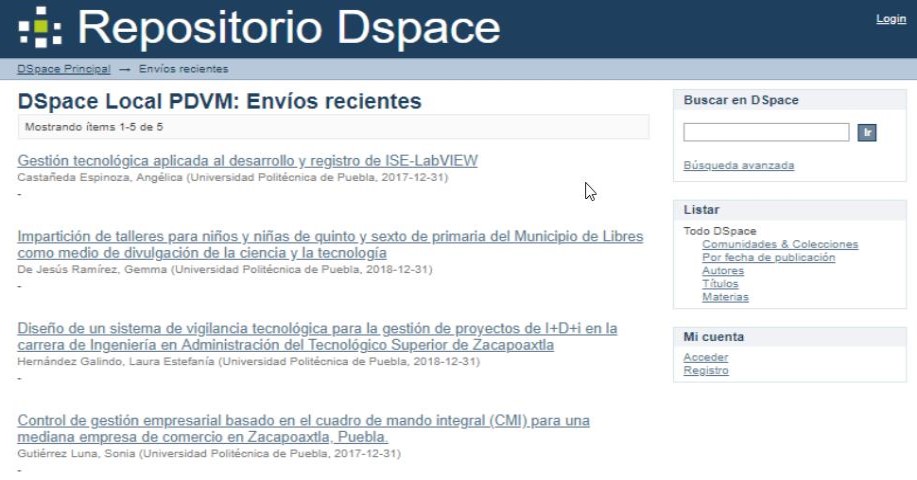 Repositorio Dspace
Login
DSpace Principal → Envíos recientes
DSpace Local PDVM: Envíos recientes
Mostrando ítems 1-5 de 5
Gestión tecnológica aplicada al desarrollo y registro de ISE-LabVIEW
Castañeda Espinoza, Angélica (Universidad Politécnica de Puebla, 2017-12-31)
-
Impartición de talleres para niños y niñas de quinto y sexto de primaria del Municipio de Libres
como medio de divulgación de la ciencia y la tecnología
De Jesús Ramírez, Gemma (Universidad Politécnica de Puebla, 2018-12-31)
-
Diseño de un sistema de vigilancia tecnológica para la gestión de proyectos de I+D+i en la
carrera de Ingeniería en Administración del Tecnológico Superior de Zacapoaxtla
Hernández Galindo, Laura Estefanía (Universidad Politécnica de Puebla, 2018-12-31)
-
Control de gestión empresarial basado en el cuadro de mando integral (CMI) para una
mediana empresa de comercio en Zacapoaxtla, Puebla.
Gutiérrez Luna, Sonia (Universidad Politécnica de Puebla, 2017-12-31)
-
Buscar en DSpace
Ir
Búsqueda avanzada
Listar
Todo DSpace
Comunidades & Colecciones
Por fecha de publicación
Autores
Títulos
Materias
Mi cuenta
Acceder
Registro